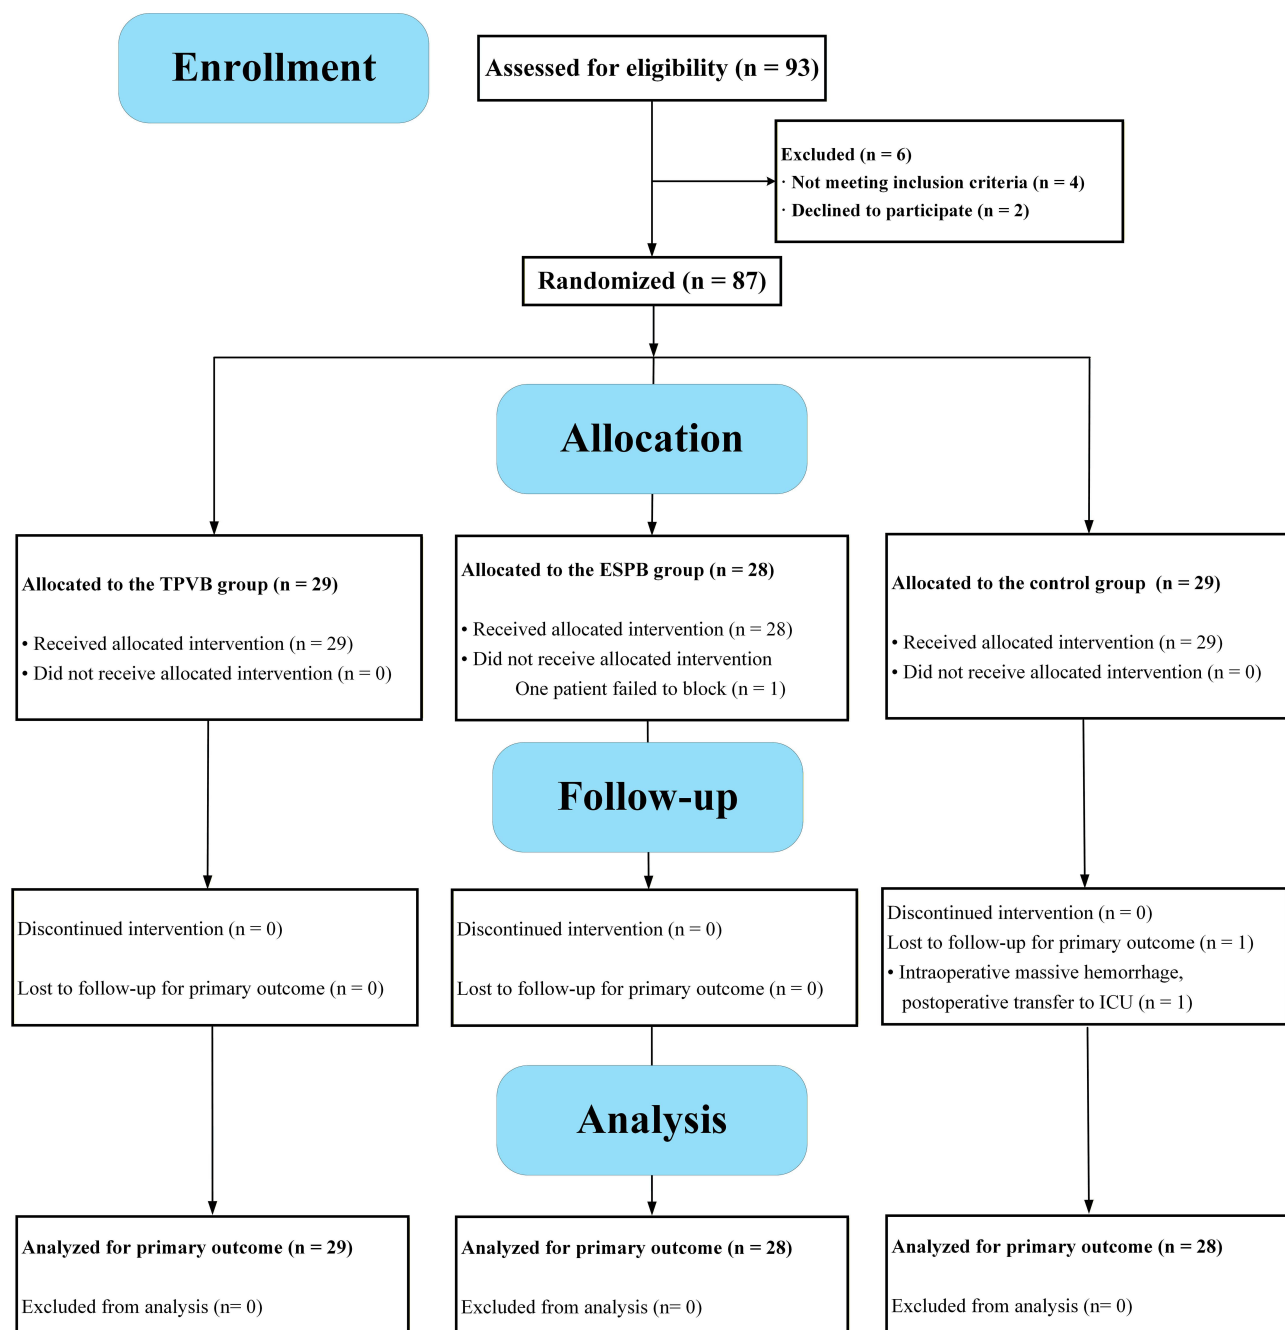 Enrollment
Assessed for eligibility (n = 93)
Excluded (n = 6)
· Not meeting inclusion criteria (n = 4)
· Declined to participate (n = 2)
Randomized (n = 87)
Allocation
Allocated to the TPVB group (n = 29)
• Received allocated intervention (n = 29)
• Did not receive allocated intervention (n = 0)
Allocated to the ESPB group (n = 28)
• Received allocated intervention (n = 28)
• Did not receive allocated intervention
One patient failed to block (n = 1)
Allocated to the control group (n = 29)
• Received allocated intervention (n = 29)
• Did not receive allocated intervention (n = 0)
Follow-up
Discontinued intervention (n = 0)
Lost to follow-up for primary outcome (n = 0)
Discontinued intervention (n = 0)
Lost to follow-up for primary outcome (n = 0)
Discontinued intervention (n = 0)
Lost to follow-up for primary outcome (n = 1)
• Intraoperative massive hemorrhage,
postoperative transfer to ICU (n = 1)
Analysis
Analyzed for primary outcome (n = 29)
Excluded from analysis (n= 0)
Analyzed for primary outcome (n = 28)
Excluded from analysis (n= 0)
Analyzed for primary outcome (n = 28)
Excluded from analysis (n= 0)